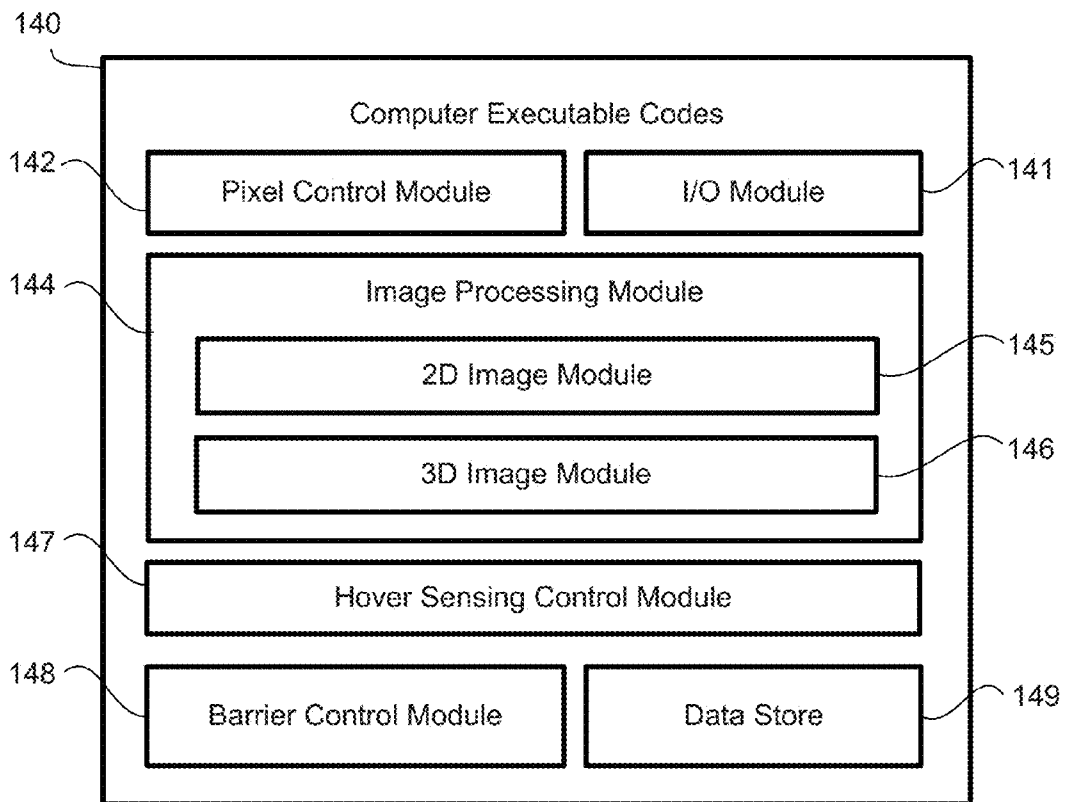 140
Computer Executable Codes
142
Pixel Control Module
I/O Module
141
144
Image Processing Module
2D Image Module
145
3D Image Module
146
147
Hover Sensing Control Module
148
Barrier Control Module
Data Store
149